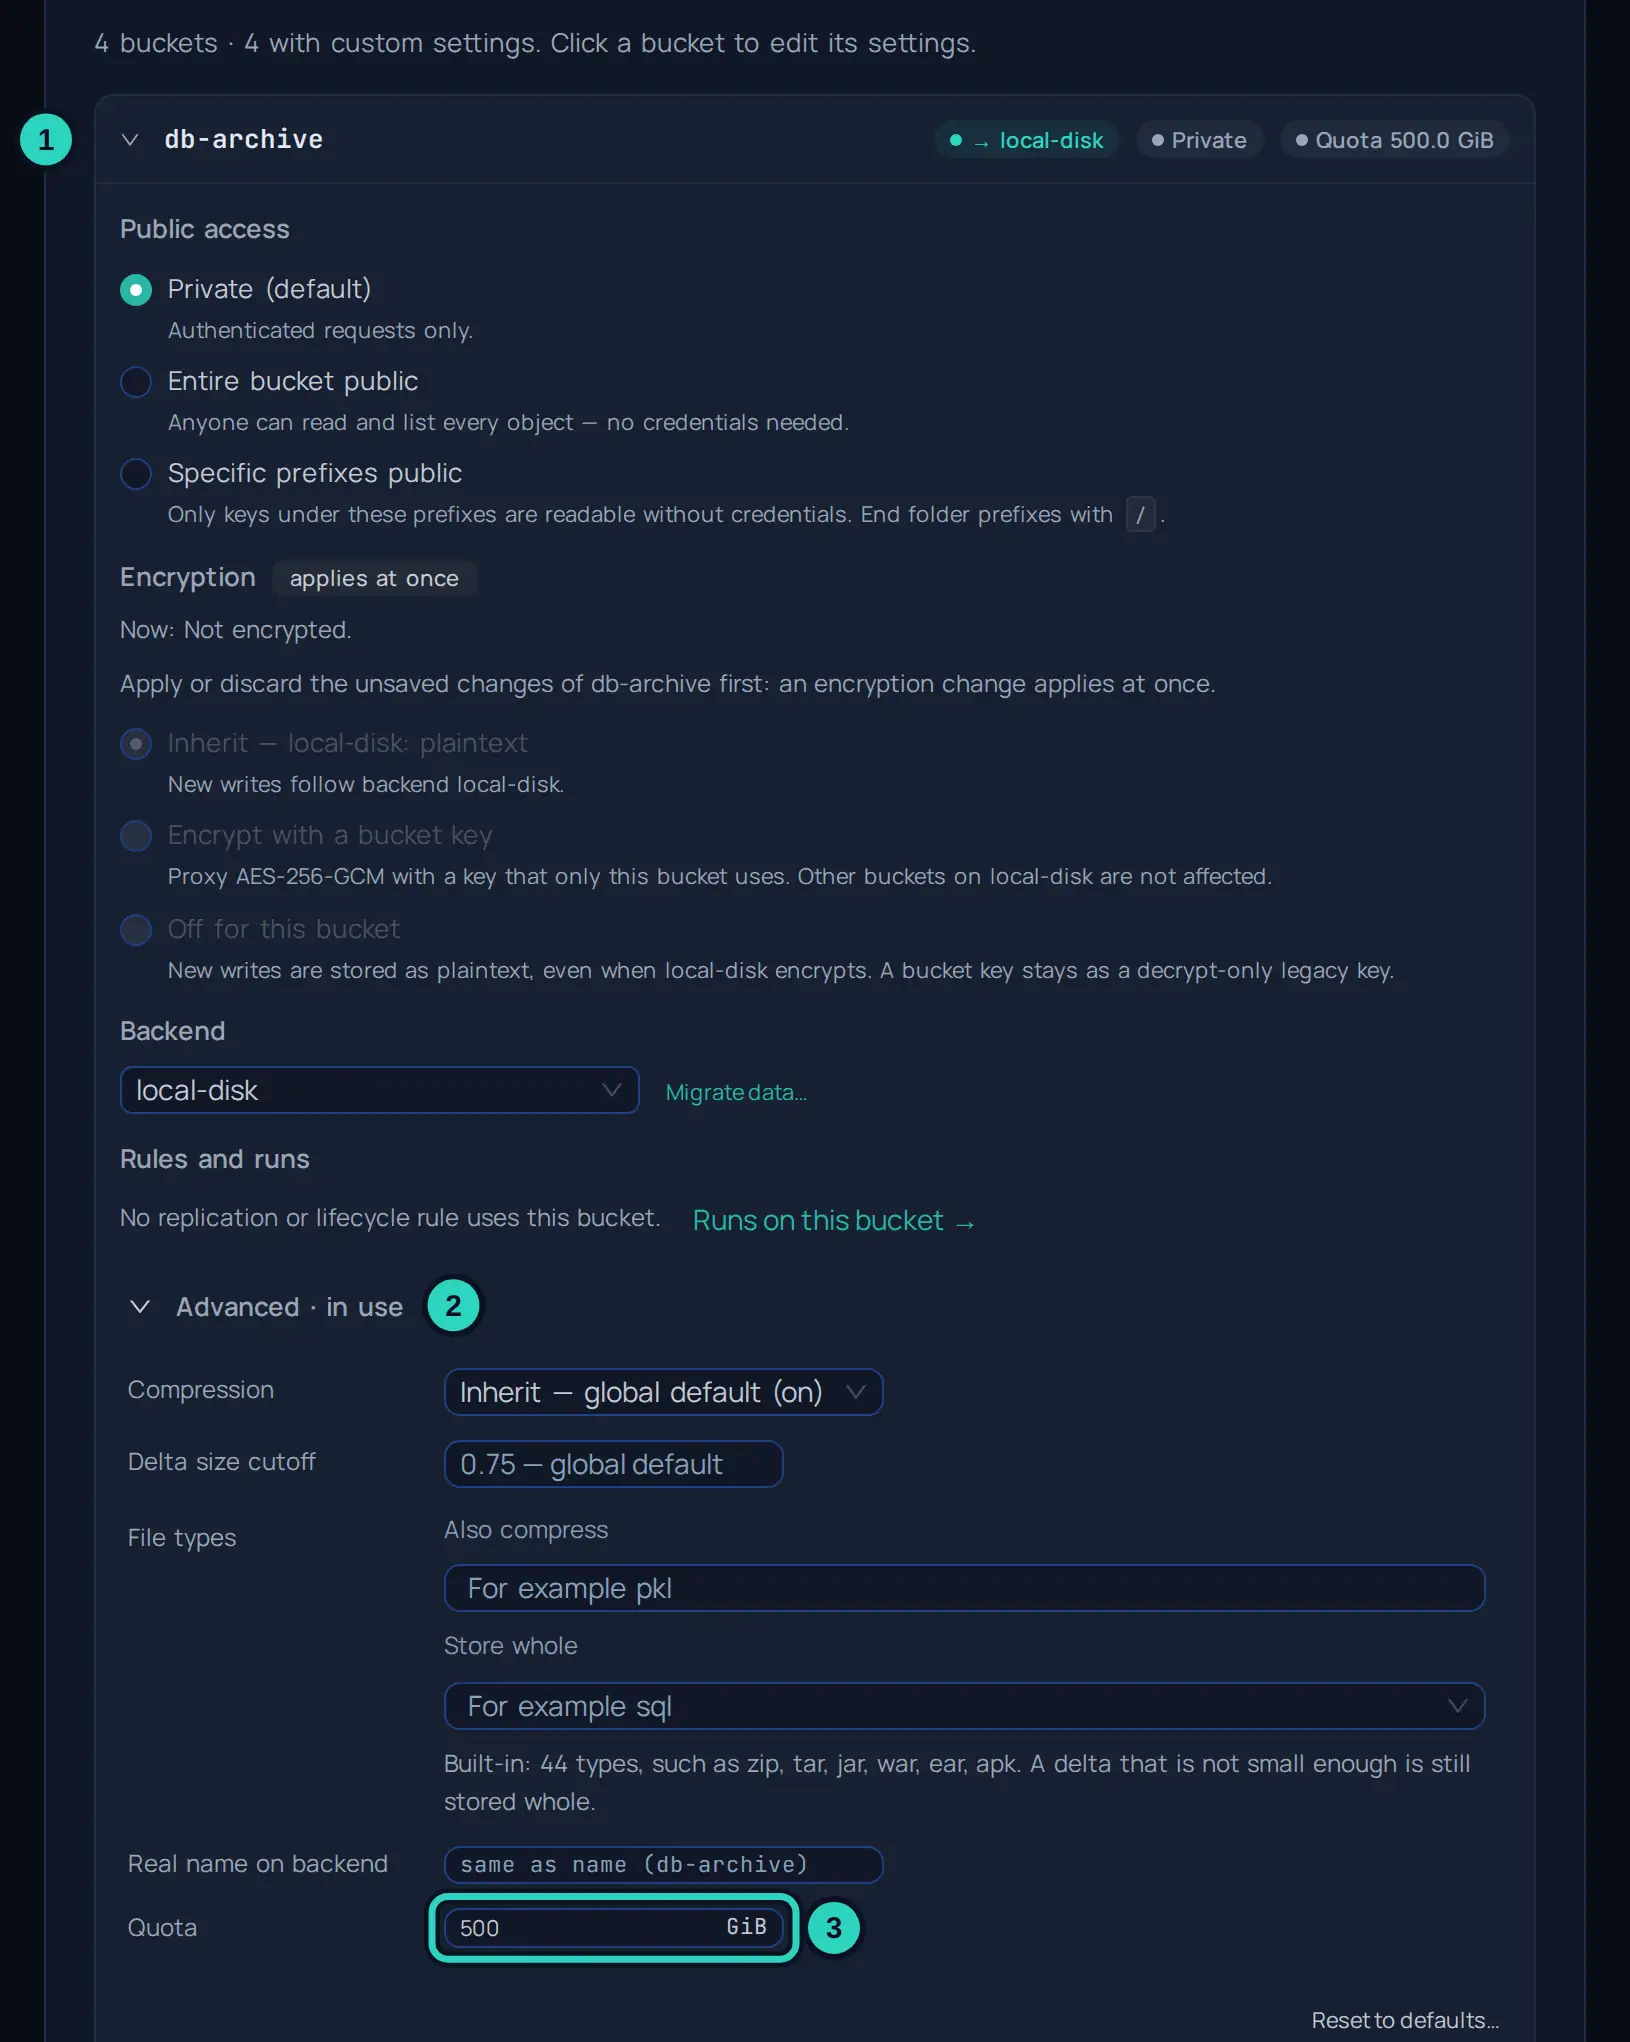 4 buckets · 4 with custom settings. Click a bucket to edit its settings.
1
db-archive
→ local-disk
Private
Quota 500.0 GiB
Public access
Private (default)
Authenticated requests only.
Entire bucket public
Anyone can read and list every object — no credentials needed.
Specific prefixes public
Only keys under these prefixes are readable without credentials. End folder prefixes with / .
Encryption applies at once
Now: Not encrypted.
Apply or discard the unsaved changes of db-archive first: an encryption change applies at once.
Inherit — local-disk: plaintext
New writes follow backend local-disk.
Encrypt with a bucket key
Proxy AES-256-GCM with a key that only this bucket uses. Other buckets on local-disk are not affected.
Off for this bucket
New writes are stored as plaintext, even when local-disk encrypts. A bucket key stays as a decrypt-only legacy key.
Backend
local-disk
Migrate data...
Rules and runs
No replication or lifecycle rule uses this bucket. Runs on this bucket →
Advanced · in use 2
Compression
Inherit — global default (on)
Delta size cutoff
0.75 — global default
File types
Also compress
For example pkl
Store whole
For example sql
Built-in: 44 types, such as zip, tar, jar, war, ear, apk. A delta that is not small enough is still
stored whole.
Real name on backend
same as name (db-archive)
Quota
500 GiB
3
Reset to defaults...